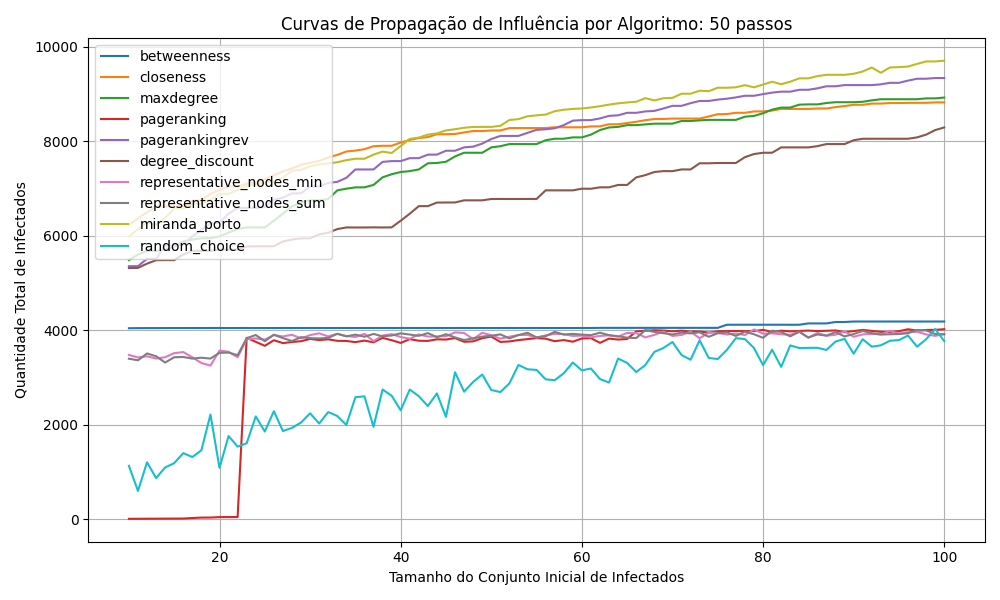 Curvas de Propagação de Influência por Algoritmo: 50 passos
10000
8000
6000
4000
2000
0
Quantidade Total de Infectados
betweenness
closeness
maxdegree
pageranking
pagerankingrev
degree_discount
representative_nodes_min
representative_nodes_sum
miranda_porto
random_choice
20
40
60
80
100
Tamanho do Conjunto Inicial de Infectados